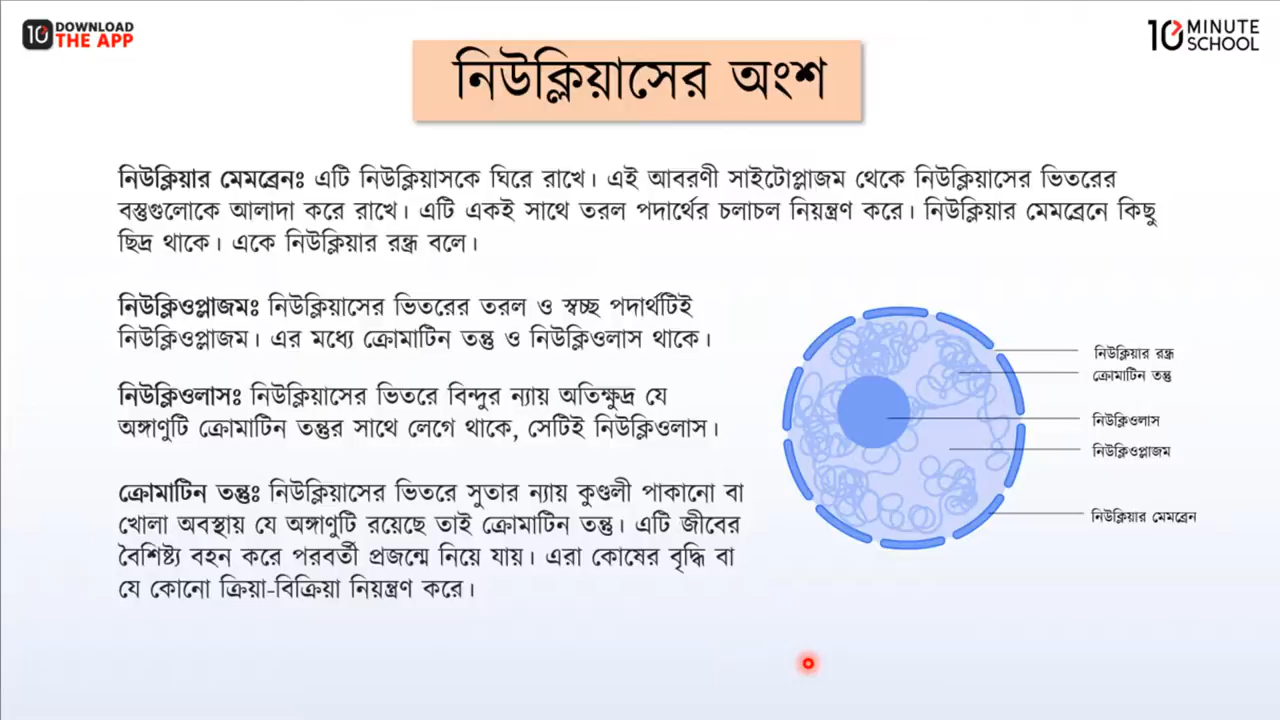 10 DOWNLOAD
THE APP
10 MINUTE
SCHOOL
নিউক্লিয়াসের অংশ
নিউক্লিয়ার মেমব্রেনঃ এটি নিউক্লিয়াসকে ঘিরে রাখে। এই আবরণী সাইটোপ্লাজম থেকে নিউক্লিয়াসের ভিতরের
বস্তুগুলোকে আলাদা করে রাখে। এটি একই সাথে তরল পদার্থের চলাচল নিয়ন্ত্রণ করে। নিউক্লিয়ার মেমব্রেনে কিছু
ছিদ্র থাকে। একে নিউক্লিয়ার রন্ধ্র বলে।
নিউক্লিওপ্লাজমঃ নিউক্লিয়াসের ভিতরের তরল ও স্বচ্ছ পদার্থটিই
নিউক্লিওপ্লাজম। এর মধ্যে ক্রোমাটিন তন্তু ও নিউক্লিওলাস থাকে।
নিউক্লিওলাসঃ নিউক্লিয়াসের ভিতরে বিন্দুর ন্যায় অতিক্ষুদ্র যে
অঙ্গাণুটি ক্রোমাটিন তন্তুর সাথে লেগে থাকে, সেটিই নিউক্লিওলাস।
ক্রোমাটিন তন্তুঃ নিউক্লিয়াসের ভিতরে সুতার ন্যায় কুণ্ডলী পাকানো বা
খোলা অবস্থায় যে অঙ্গাণুটি রয়েছে তাই ক্রোমাটিন তন্তু। এটি জীবের
বৈশিষ্ট্য বহন করে পরবর্তী প্রজন্মে নিয়ে যায়। এরা কোষের বৃদ্ধি বা
যে কোনো ক্রিয়া-বিক্রিয়া নিয়ন্ত্রণ করে।
নিউক্লিয়ার রন্ধ্র
ক্রোমাটিন তন্তু
নিউক্লিওলাস
নিউক্লিওপ্লাজম
নিউক্লিয়ার মেমব্রেন